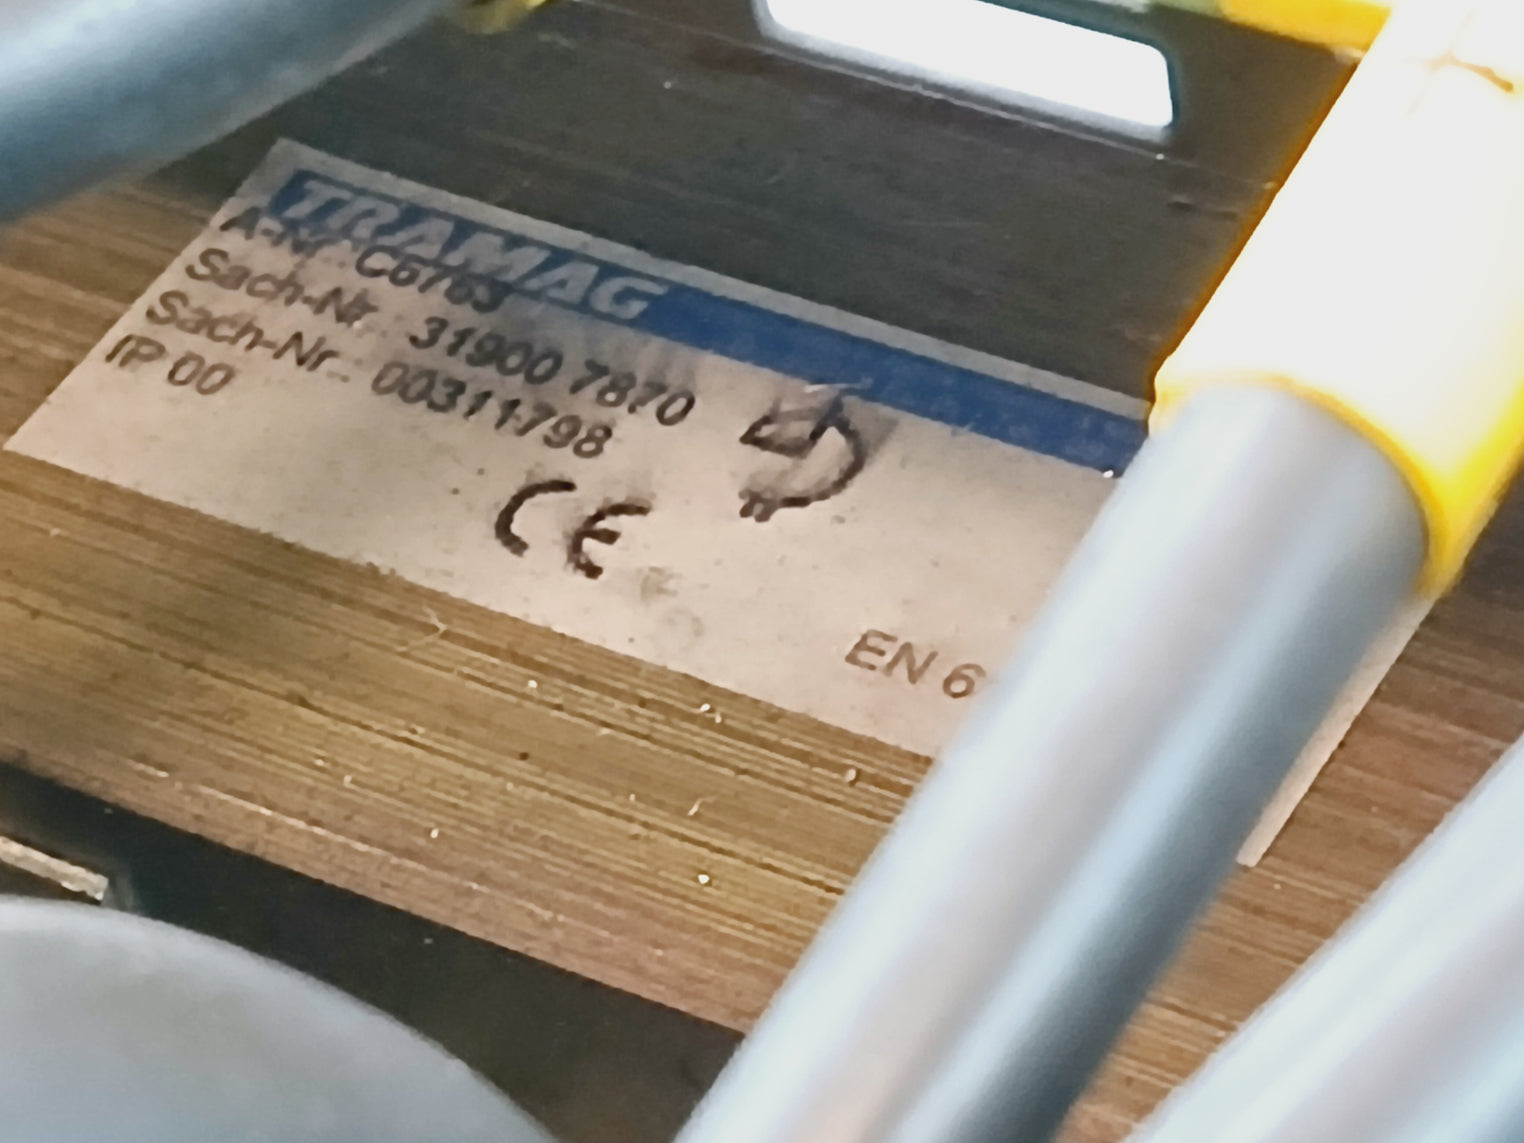 TRAMAG
A-Nr C6763
Sach-Nr.: 31900 7870
Sach-Nr.: 00311798
IP 00
CE
EN 6